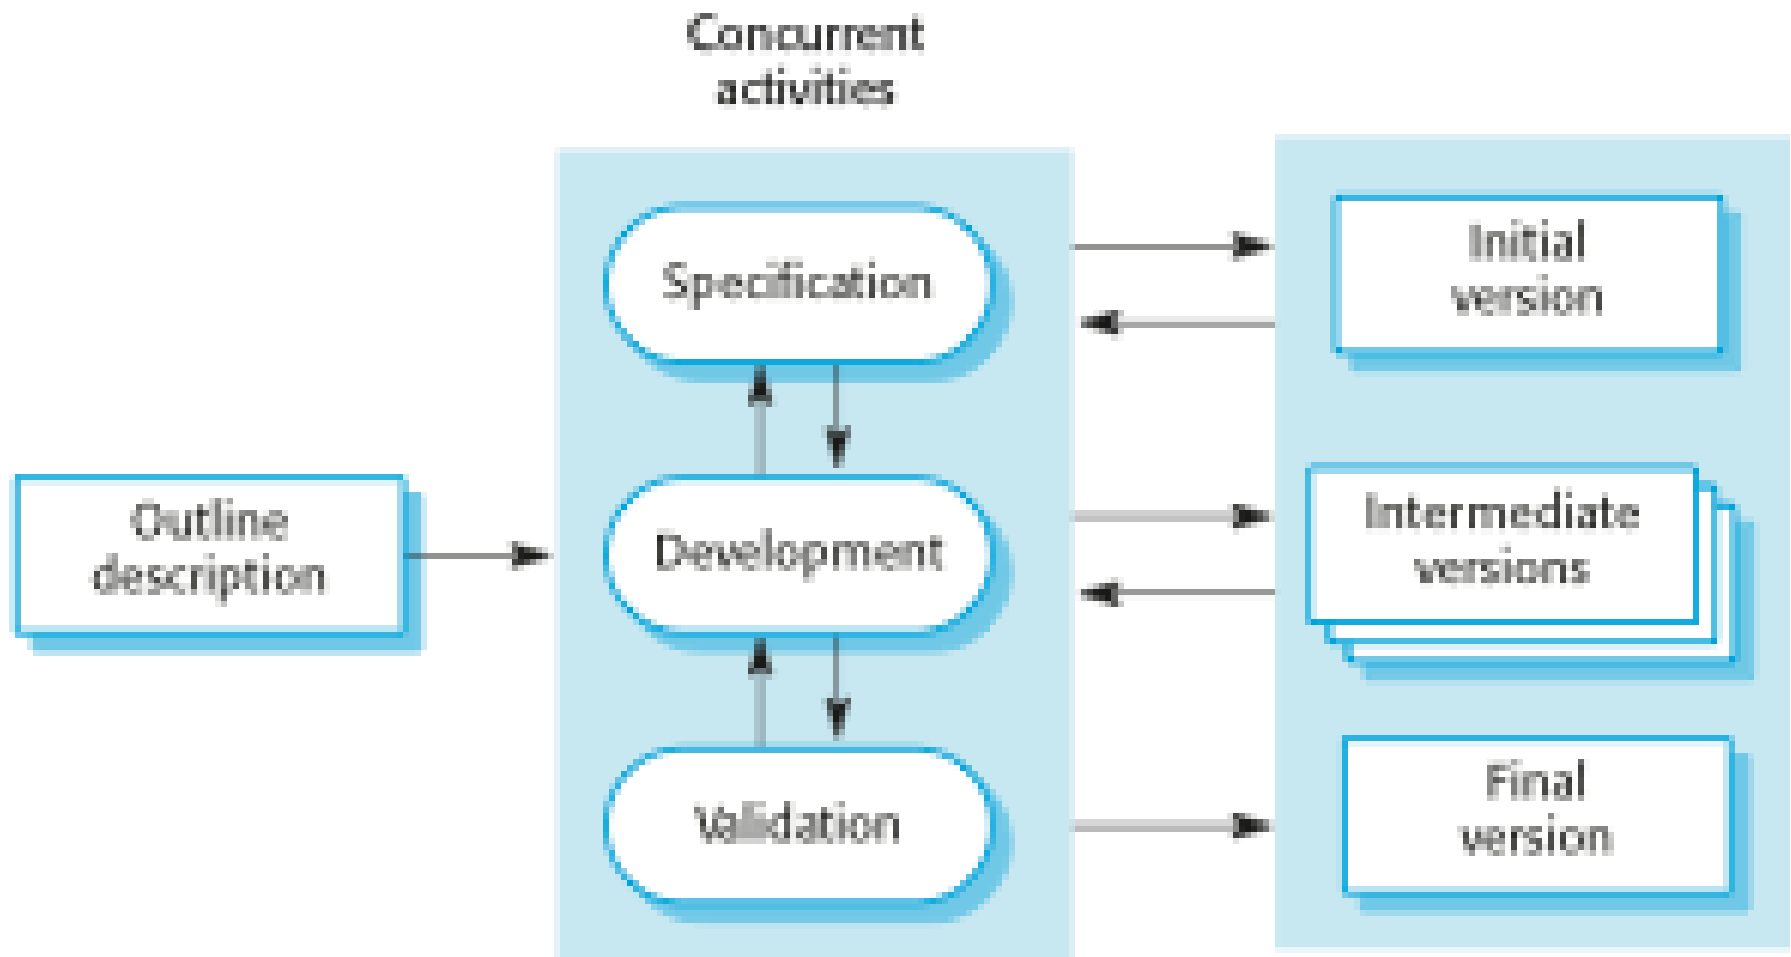 Concurrent
activities
Outline
description
Specification
Development
Validation
Initial
version
Intermediate
versions
Final
version